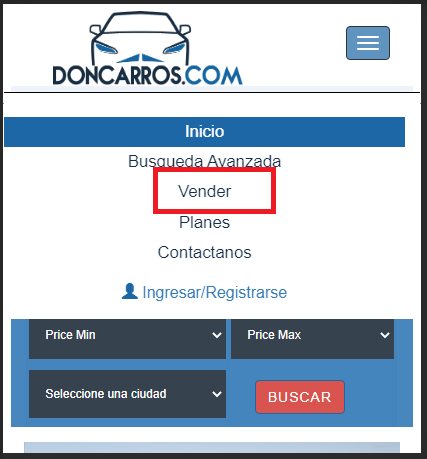 DONCARROS.COM
Inicio
Busqueda Avanzada
Vender
Planes
Contactanos
Ingresar/Registrarse
Price Min Price Max
Seleccione una ciudad BUSCAR